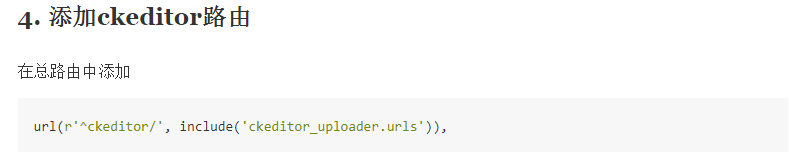 4. 添加ckeditor路由
在总路由中添加
url(r'^ckeditor/', include('ckeditor_uploader.urls')),